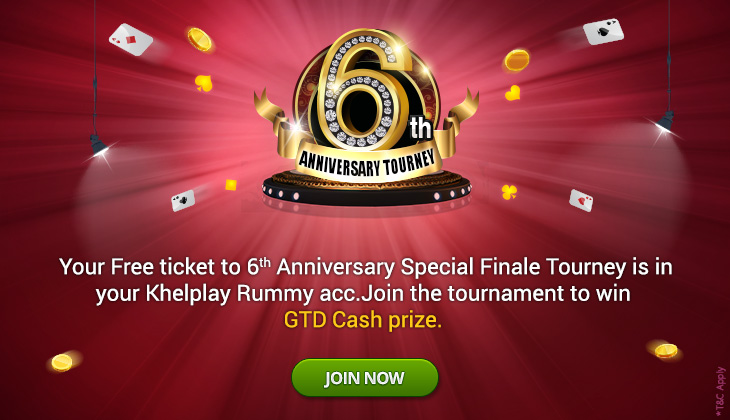 6th
ANNIVERSARY TOURNEY
Your Free ticket to 6th Anniversary Special Finale Tourney is in
your Khelplay Rummy acc.Join the tournament to win
GTD Cash prize.
JOIN NOW
*T&C Apply